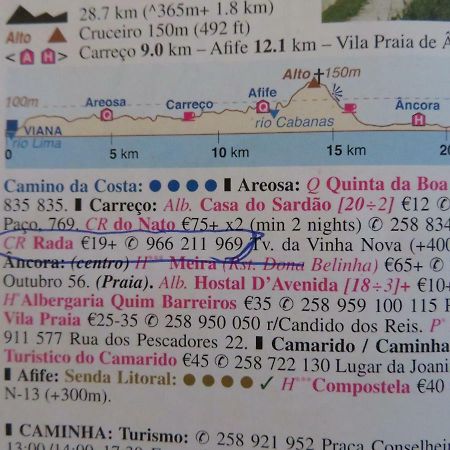 28.7 km (^365m+ 1.8 km)
Alto Cruceiro 150m (492 ft)
<A H> Carreço 9.0 km – Afife 12.1 km – Vila Praia de Â
Alto 150m
100m Areosa Carreço Afife Âncora
Q H
VIANA rio Cabanas
rio Lima
0 5 km 10 km 15 km 20
Camino da Costa: Areosa: Q Quinta da Boa
835 835. Carreço: Alb. Casa do Sardão [20÷2] €12 ✆
Paço, 769. CR do Nato €75+ x2 (min 2 nights) ✆ 258 834
CR Rada €19+ ✆ 966 211 969 Tv. da Vinha Nova (+400
Âncora: (centro) H** Meira (Rst. Dona Belinha) €65+ ✆
Outubro 56. (Praia). Alb. Hostal D'Avenida [18÷3]+ €10+
H Albergaria Quim Barreiros €35 ✆ 258 959 100 115 P
Vila Praia €25-35 ✆ 258 950 050 r/Candido dos Reis. P*
911 577 Rua dos Pescadores 22. Camarido / Caminha
Turistico do Camarido €45 ✆ 258 722 130 Lugar da Joani
Afife: Senda Litoral: ✓ H***Compostela €40
N-13 (+300m).
CAMINHA: Turismo: ✆ 258 921 952 Praça Conselhei